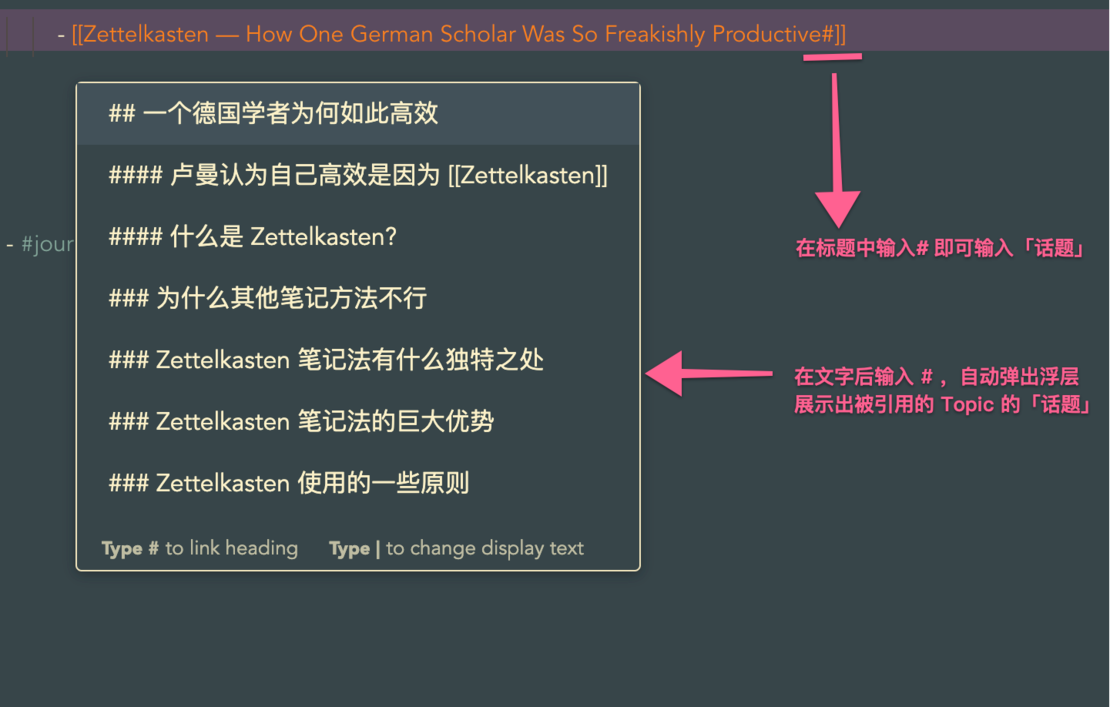 - [[Zettelkasten — How One German Scholar Was So Freakishly Productive#]]
## 一个德国学者为何如此高效
#### 卢曼认为自己高效是因为 [[Zettelkasten]]
#### 什么是 Zettelkasten?
- #jour
在标题中输入# 即可输入「话题」
### 为什么其他笔记方法不行
### Zettelkasten 笔记法有什么独特之处
在文字后输入 # ，自动弹出浮层
展示出被引用的 Topic 的「话题」
### Zettelkasten 笔记法的巨大优势
### Zettelkasten 使用的一些原则
Type # to link heading Type | to change display text